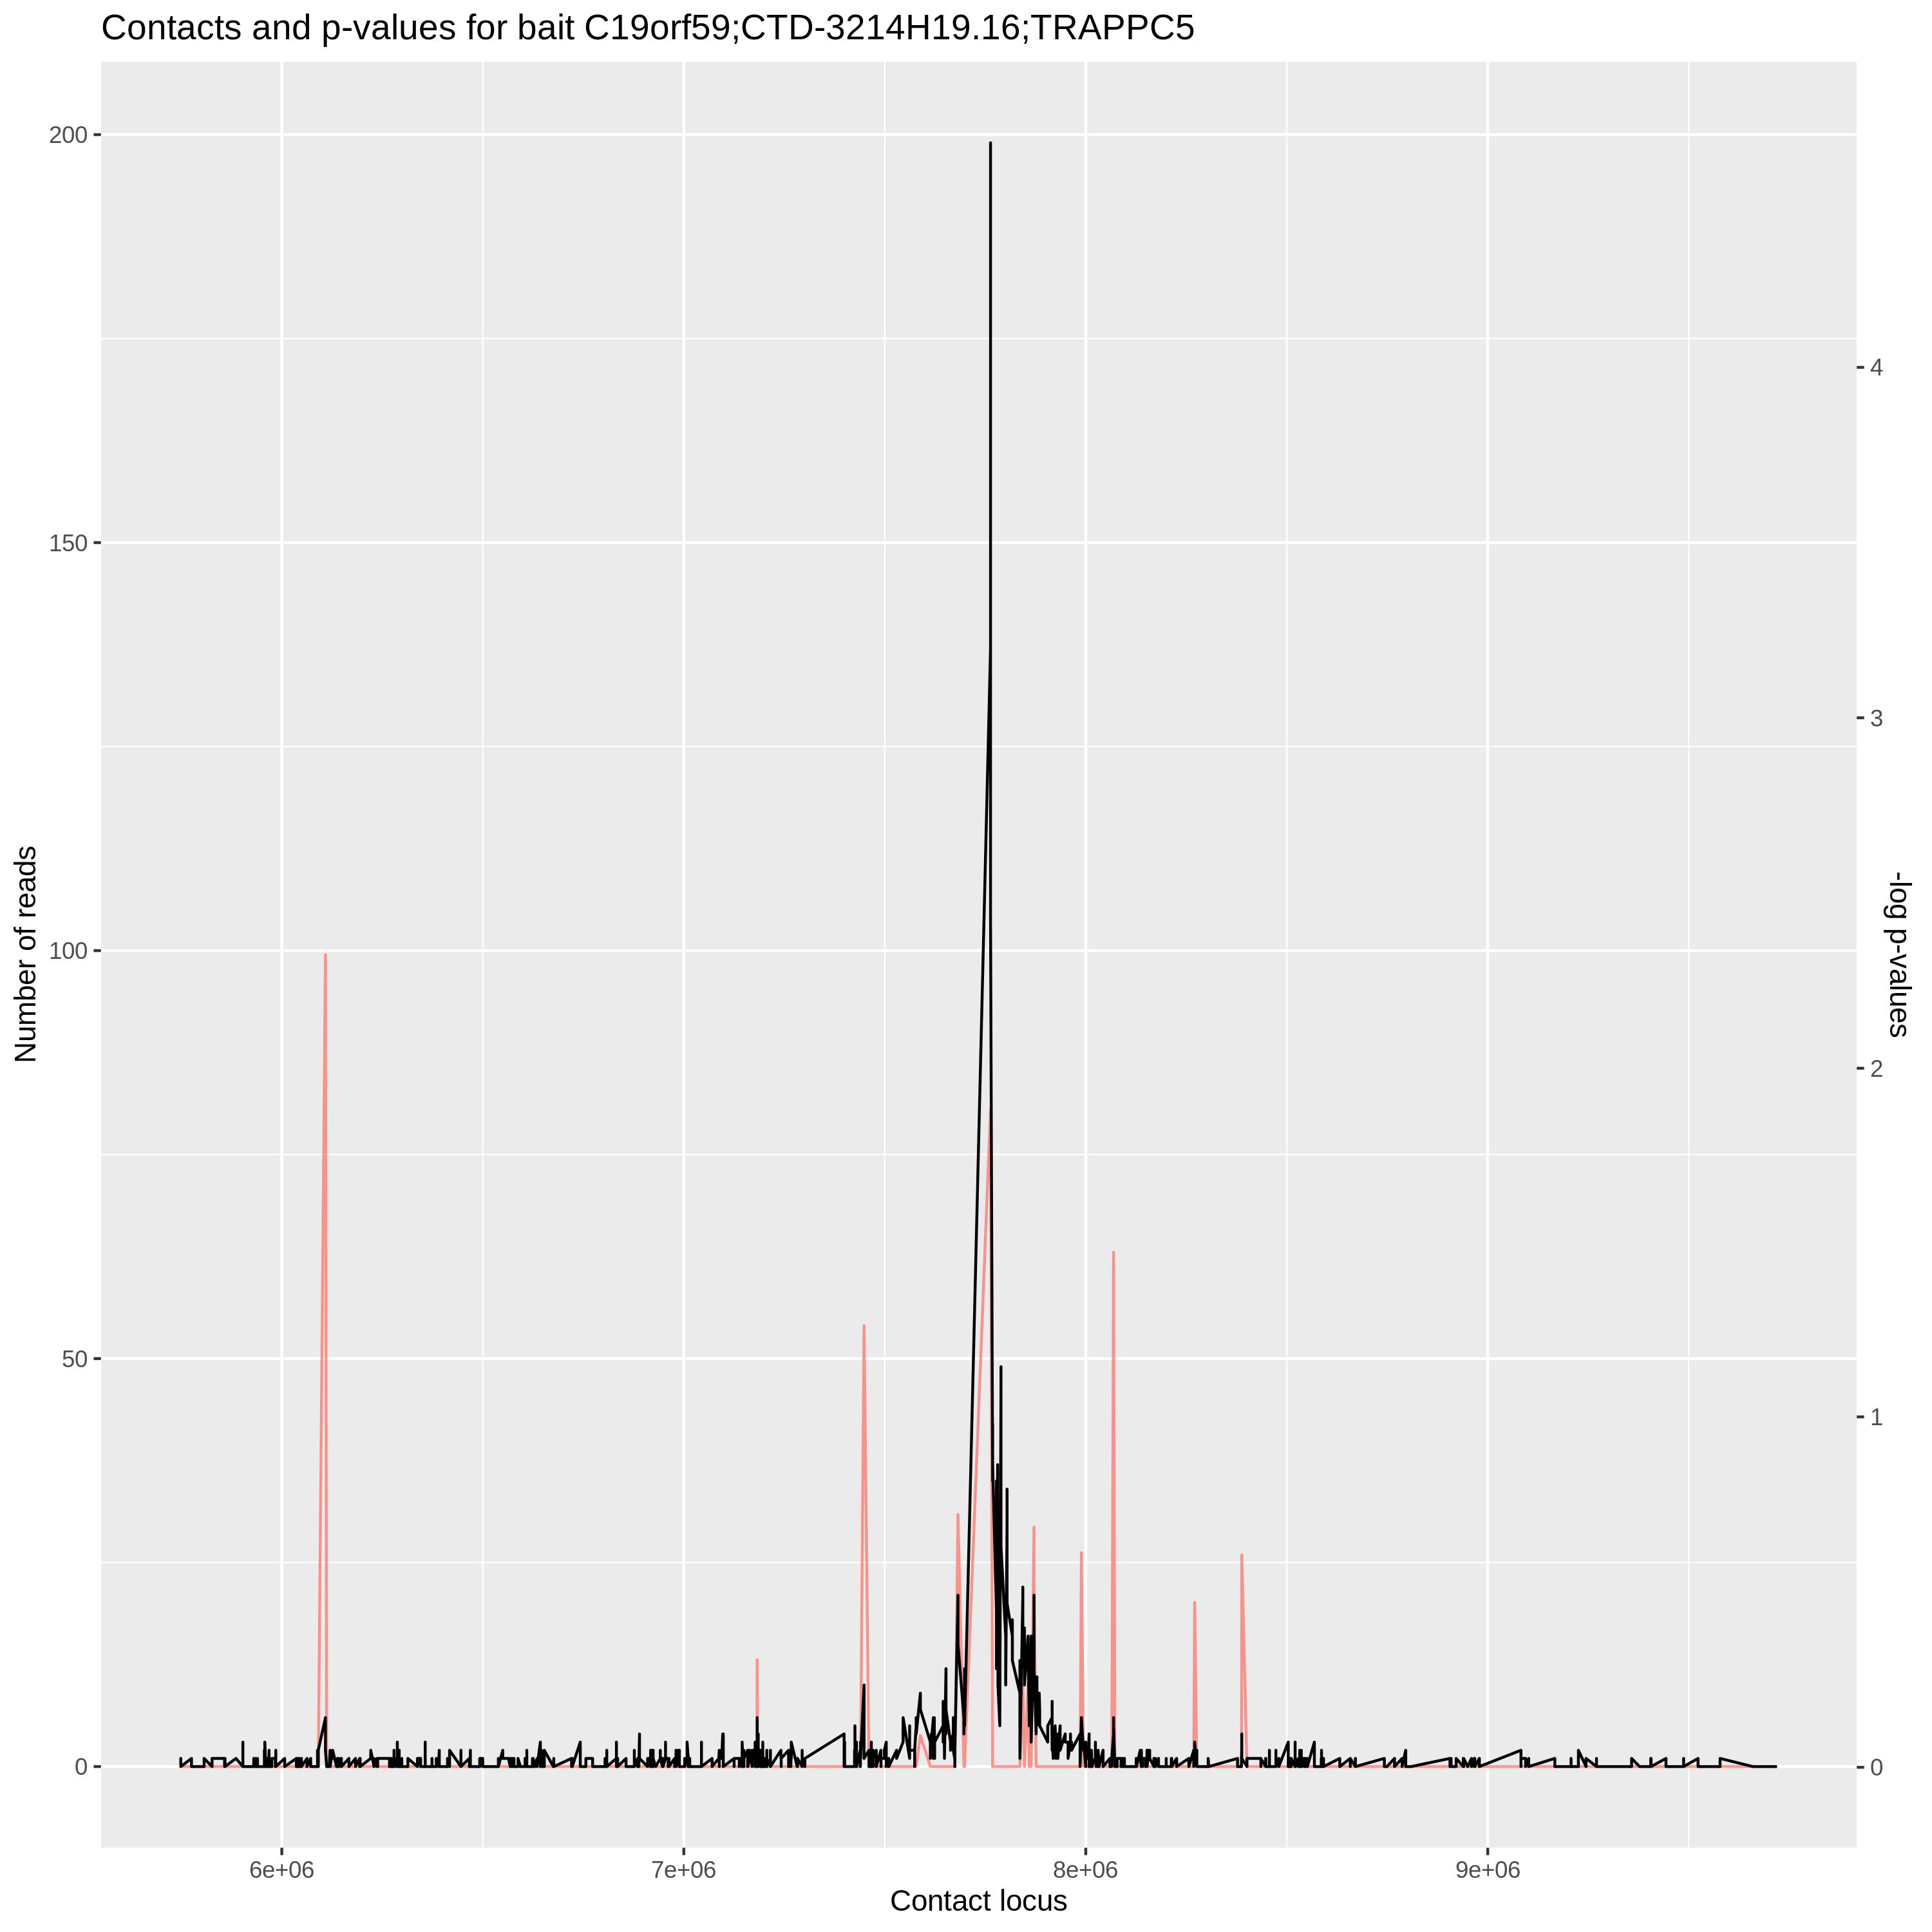 Contacts and p-values for bait C19orf59;CTD-3214H19.16;TRAPPC5
200
150
100
50
0
Number of reads
4
3
2
1
0
-log p-values
6e+06
7e+06
8e+06
9e+06
Contact locus